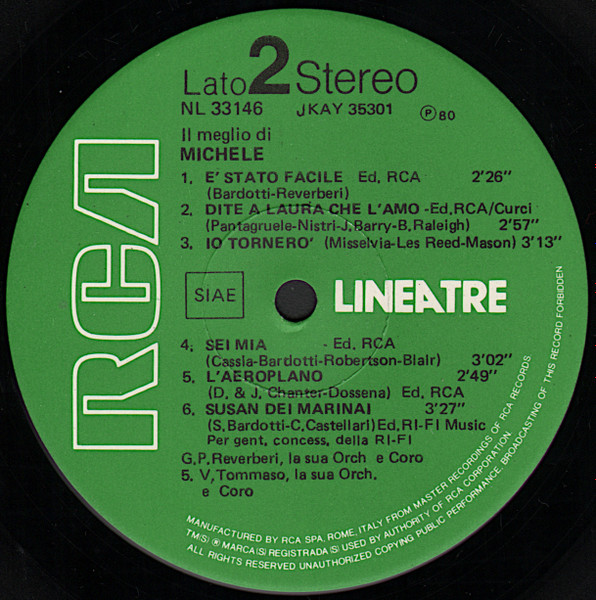 Lato 2 Stereo
NL 33146 JKAY 35301 Ⓟ 80
Il meglio di
MICHELE
1. E' STATO FACILE Ed. RCA 2'26"
(Bardotti-Reverberi)
2. DITE A LAURA CHE L'AMO -Ed.RCA/Curci
(Pantagruele-Nistri-J.Barry-B.Raleigh) 2'57"
3. IO TORNERO' (Misselvia-Les Reed-Mason) 3'13"
RCA
SIAE
LINEATRE
4. SEI MIA - Ed. RCA
(Cassia-Bardotti-Robertson-Blair) 3'02"
5. L'AEROPLANO 2'49"
(D. & J. Chanter-Dossena) Ed. RCA
6. SUSAN DEI MARINAI 3'27"
(S.Bardotti-C.Castellari)Ed.RI-FI Music
Per gent. concess. della RI-FI
G.P.Reverberi, la sua Orch e Coro
5. V.Tommaso, la sua Orch.
e Coro
MANUFACTURED BY RCA SPA, ROME, ITALY FROM MASTER RECORDINGS OF RCA RECORDS.
TM(S) ® MARCA(S) REGISTRADA(S) USED BY AUTHORITY OF RCA CORPORATION.
ALL RIGHTS RESERVED UNAUTHORIZED COPYING PUBLIC PERFORMANCE, BROADCASTING OF THIS RECORD FORBIDDEN